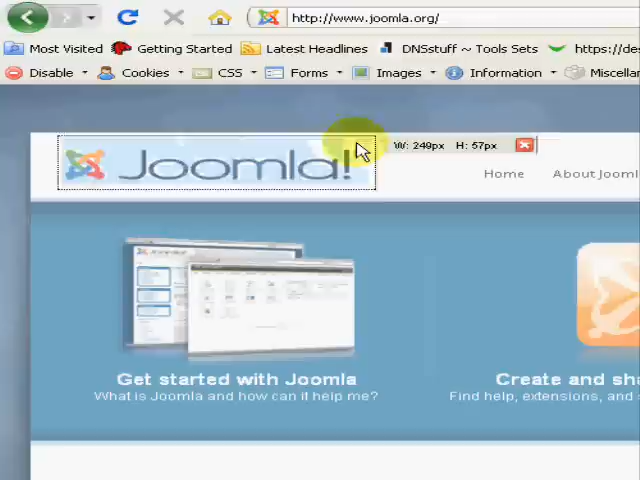 http://www.joomla.org/
Most Visited Getting Started Latest Headlines DNSstuff ~ Tools Sets https://des
Disable Cookies CSS Forms Images Information Miscellan
W: 249px H: 57px
Joomla!
Home About Jooml
Get started with Joomla Create and sha
What is Joomla and how can it help me? Find help, extensions, and